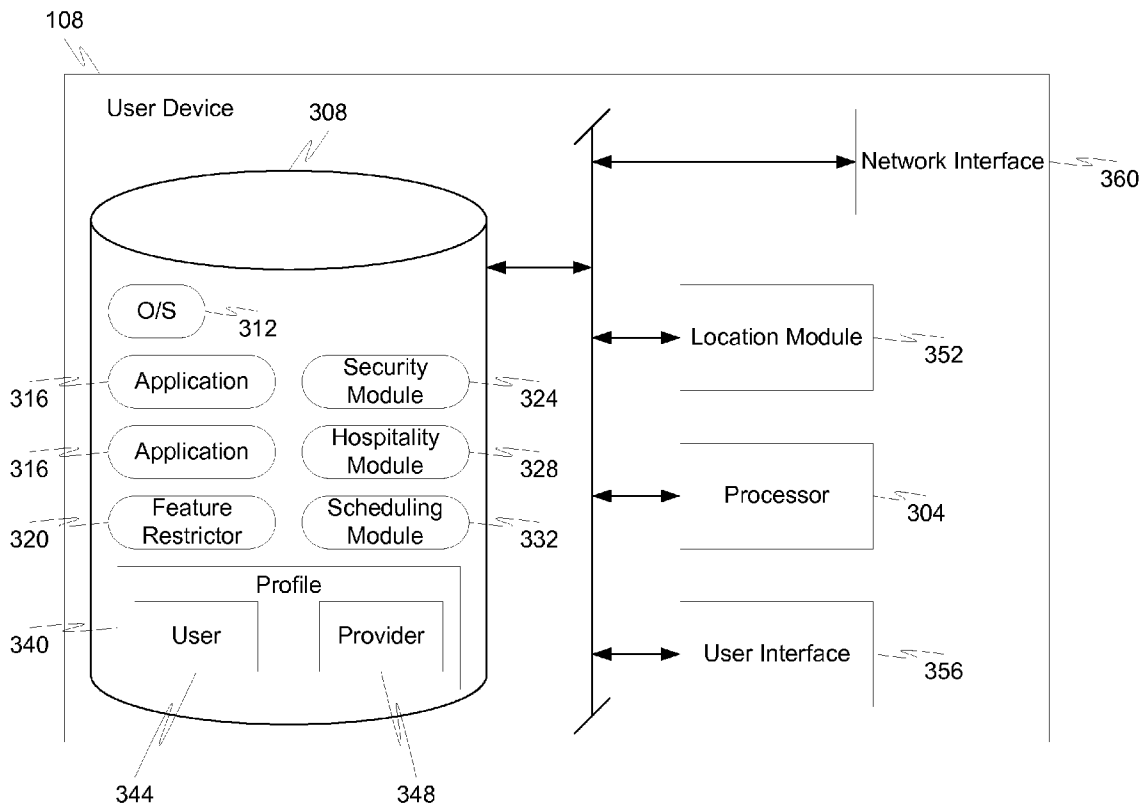 108
User Device
308
Network Interface
360
O/S
312
Location Module
352
316
Application
Security
Module
324
316
Application
Hospitality
Module
328
Processor
304
320
Feature
Restrictor
Scheduling
Module
332
Profile
340
User
Provider
User Interface
356
344
348